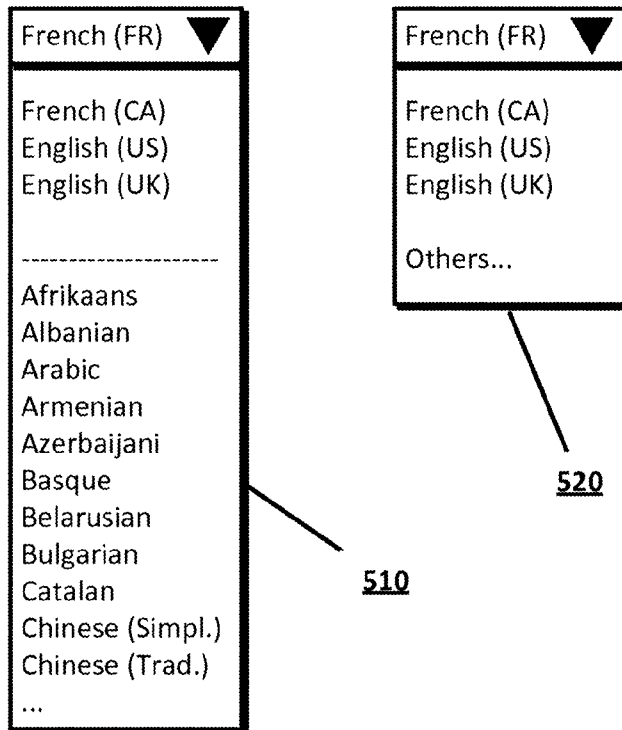 French (FR)
French (CA)
English (US)
English (UK)
---------------------
Afrikaans
Albanian
Arabic
Armenian
Azerbaijani
Basque
Belarusian
Bulgarian
Catalan
Chinese (Simpl.)
Chinese (Trad.)
...
510
French (FR)
French (CA)
English (US)
English (UK)
Others...
520